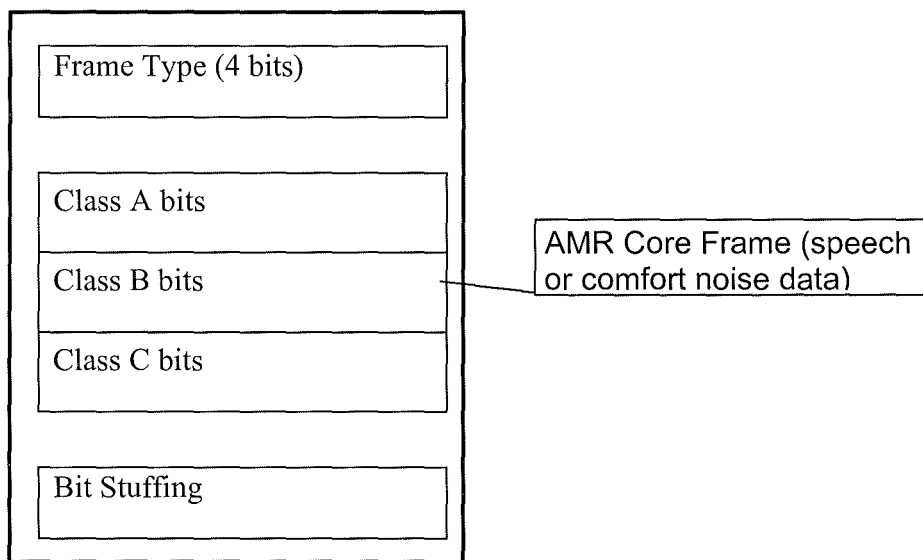 Frame Type (4 bits)
Class A bits
Class B bits
AMR Core Frame (speech
or comfort noise data)
Class C bits
Bit Stuffing